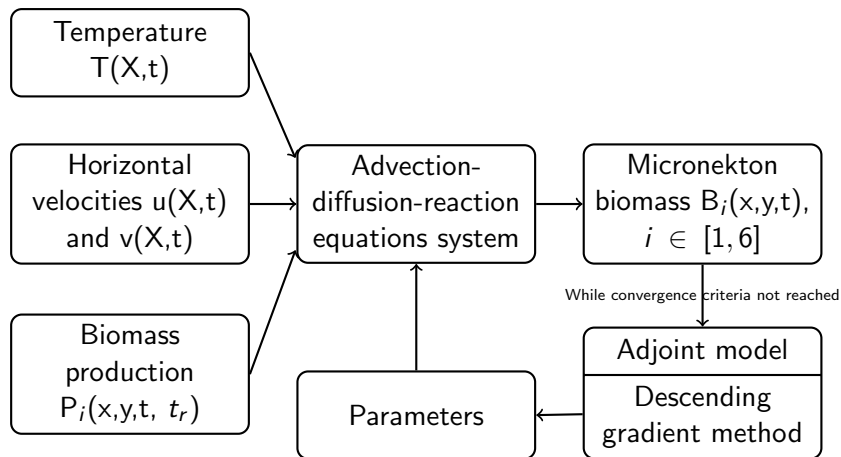 Temperature
T(X,t)
Horizontal
velocities u(X,t)
and v(X,t)
Biomass
production
P_i(x,y,t, t_r)
Advection-
diffusion-reaction
equations system
Micronekton
biomass B_i(x,y,t),
i ∈ [1, 6]
While convergence criteria not reached
Adjoint model
Descending
gradient method
Parameters